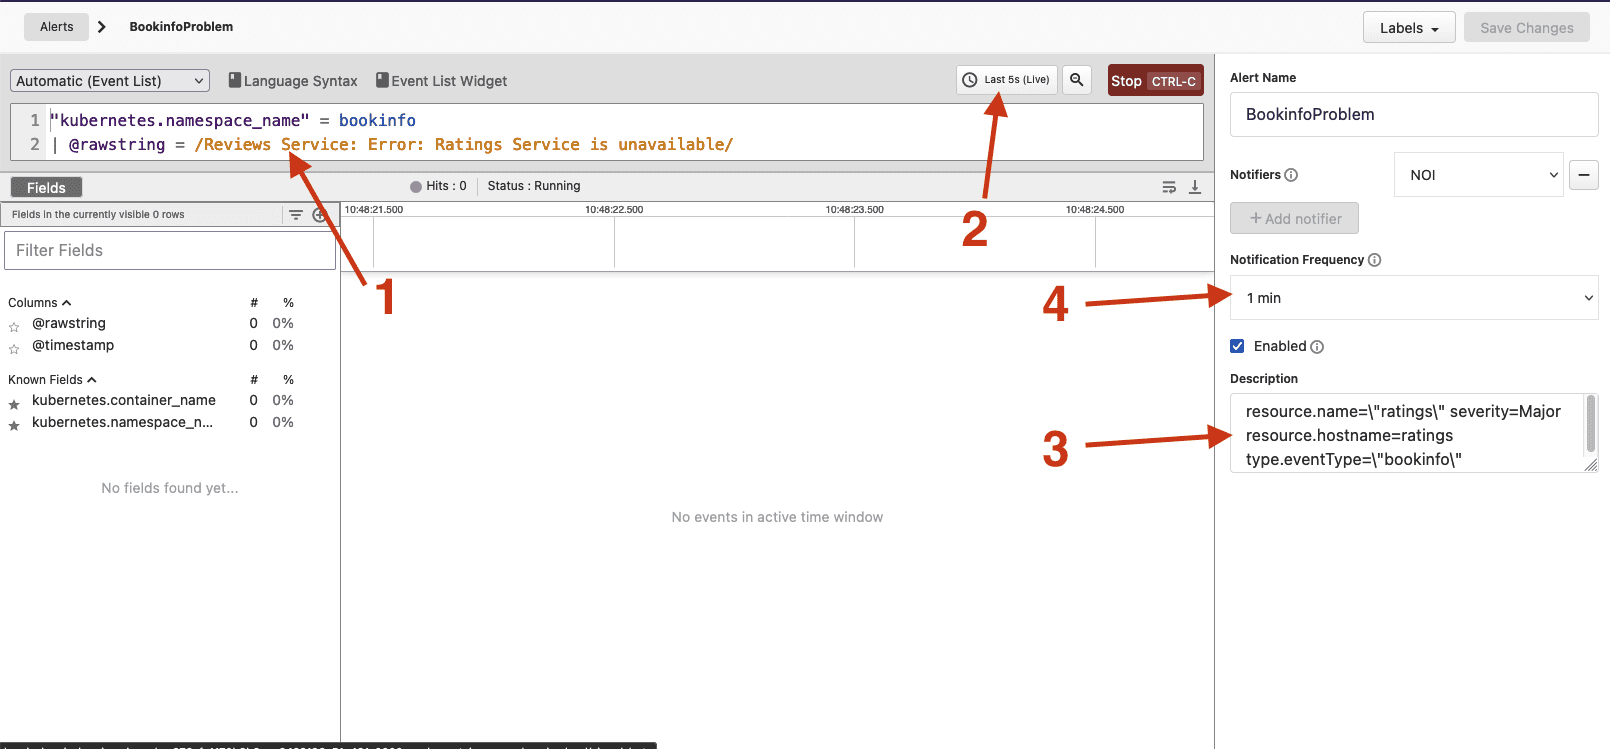 Alerts
BookinfoProblem
Labels
Save Changes
Automatic (Event List)
Language Syntax
Event List Widget
Last 5s (Live)
Stop CTRL-C
1 "kubernetes.namespace_name" = bookinfo
2 | @rawstring = /Reviews Service: Error: Ratings Service is unavailable/
Fields
Hits : 0
Status : Running
Fields in the currently visible 0 rows
10:48:21.500
10:48:22.500
10:48:23.500
10:48:24.500
Filter Fields
Columns # %
@rawstring 0 0%
@timestamp 0 0%
Known Fields # %
kubernetes.container_name 0 0%
kubernetes.namespace_n... 0 0%
No fields found yet...
No events in active time window
1
2
3
4
Alert Name
BookinfoProblem
Notifiers
NOI
+ Add notifier
Notification Frequency
1 min
Enabled
Description
resource.name=\"ratings\" severity=Major
resource.hostname=ratings
type.eventType=\"bookinfo\"